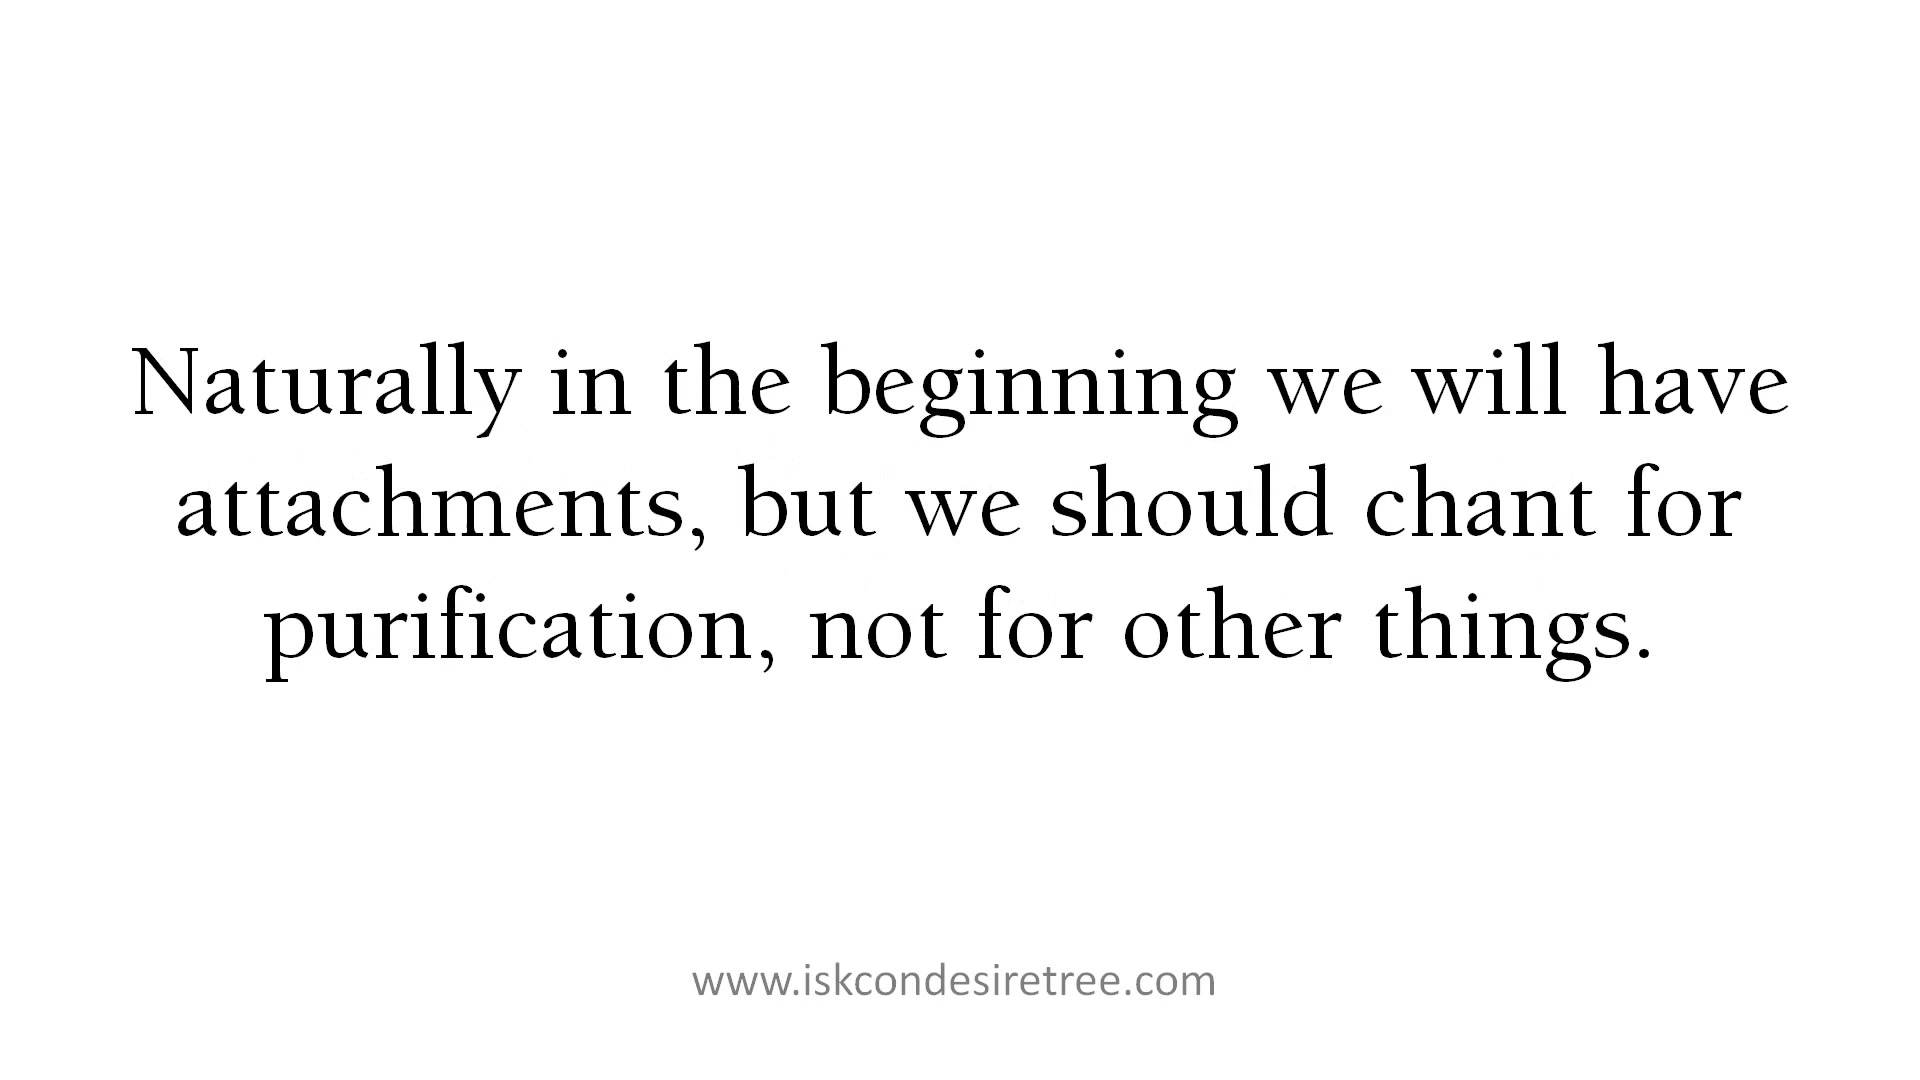 Naturally in the beginning we will have
attachments, but we should chant for
purification, not for other things.
www.iskcondesiretree.com